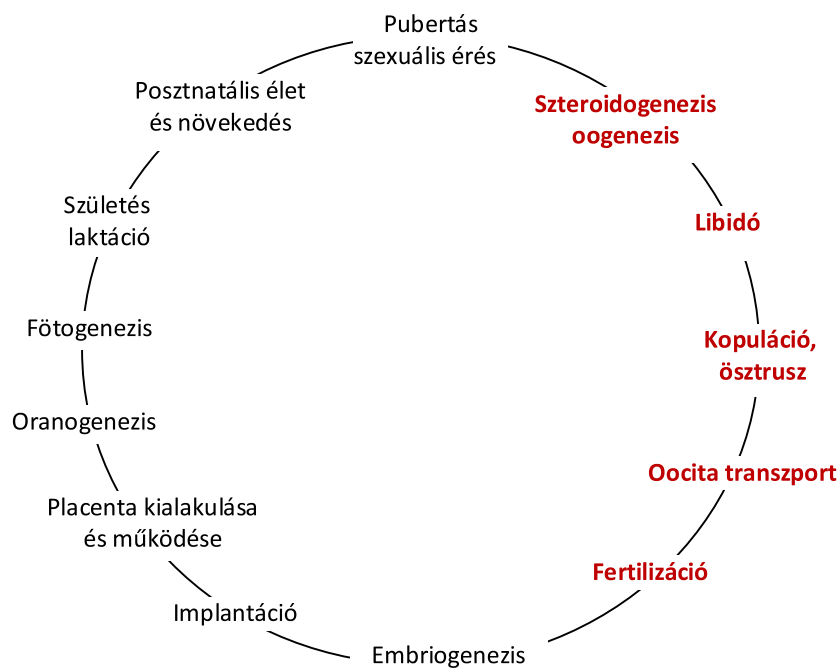 Pubertás
szexuális érés
Szteroidogenezis
oogenezis
Libidó
Kopuláció,
ösztrusz
Oocita transzport
Fertilizáció
Embriogenezis
Implantáció
Placenta kialakulása
és működése
Oranogenezis
Fötogenezis
Születés
laktáció
Posztnatális élet
és növekedés